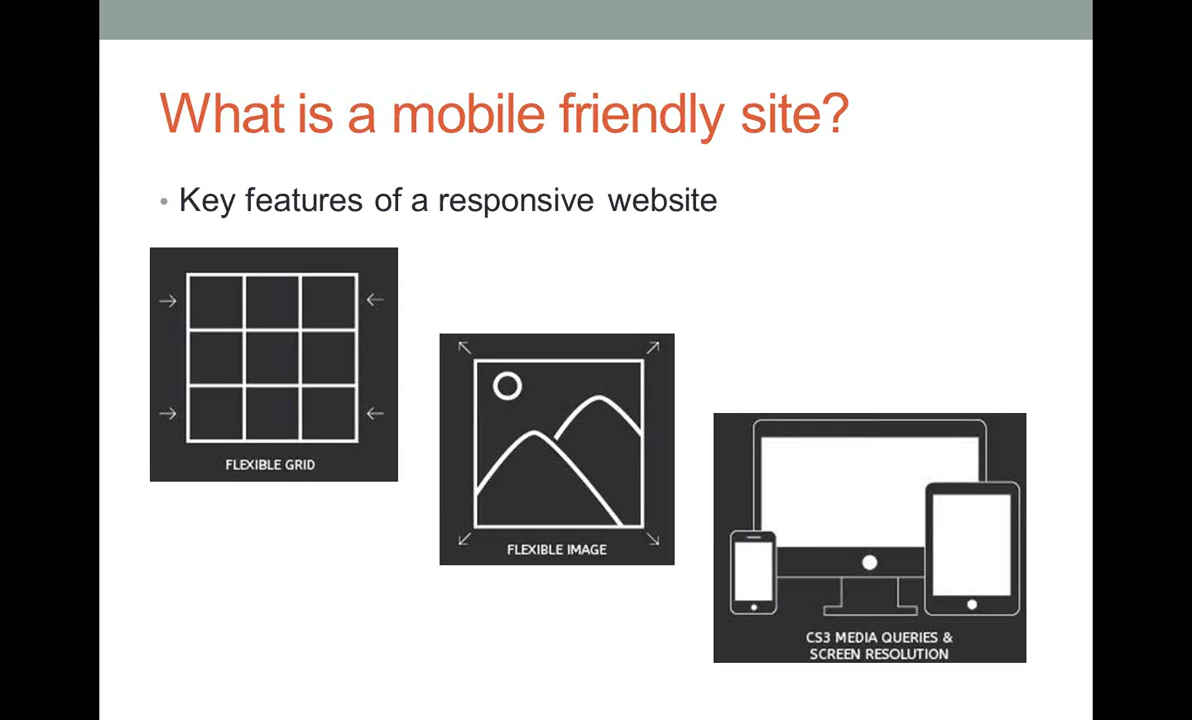 What is a mobile friendly site?
• Key features of a responsive website
FLEXIBLE GRID
FLEXIBLE IMAGE
CS3 MEDIA QUERIES &
SCREEN RESOLUTION